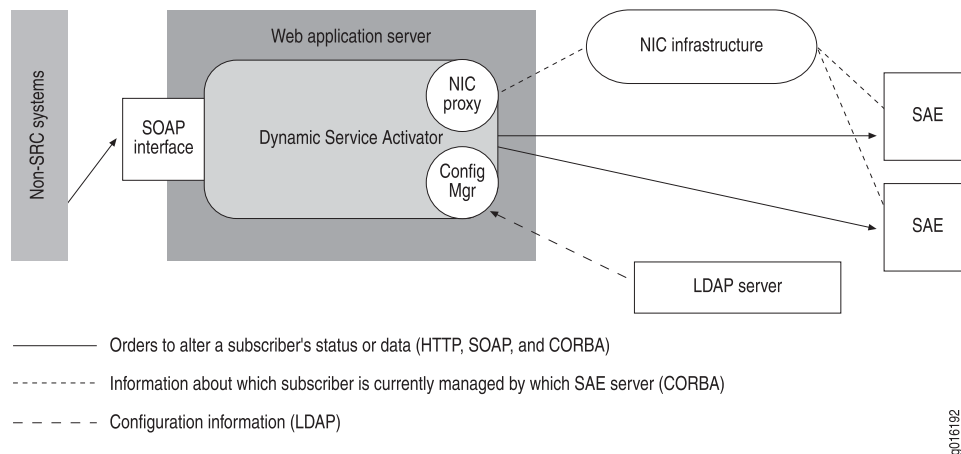 Web application server
NIC infrastructure
Non-SRC systems
SOAP
interface
NIC
proxy
Dynamic Service Activator
Config
Mgr
SAE
SAE
LDAP server
Orders to alter a subscriber's status or data (HTTP, SOAP, and CORBA)
Information about which subscriber is currently managed by which SAE server (CORBA)
Configuration information (LDAP)
g016192